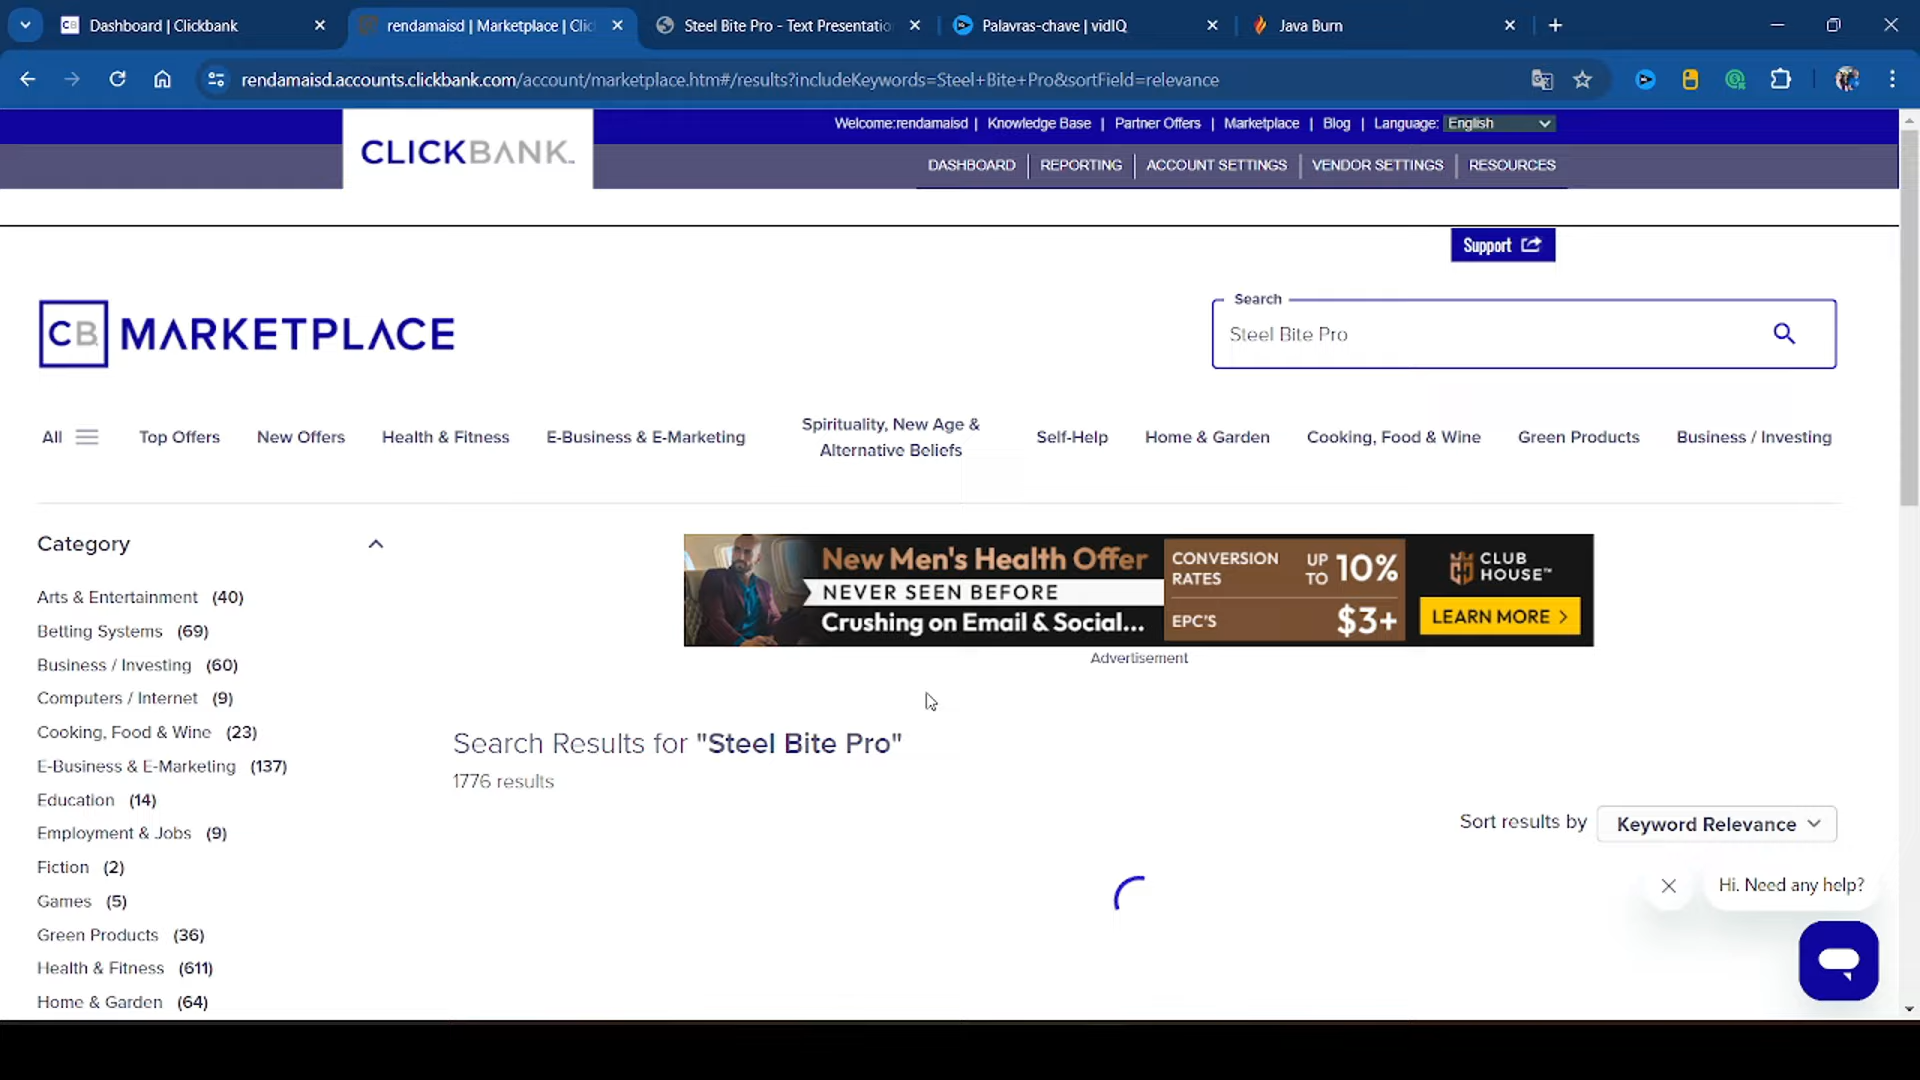 Dashboard | Clickbank
rendamaisd | Marketplace | Clic
Steel Bite Pro - Text Presentatio
Palavras-chave | vidIQ
Java Burn
rendamaisd.accounts.clickbank.com/account/marketplace.htm#/results?includeKeywords=Steel+Bite+Pro&sortField=relevance
Welcome:rendamaisd | Knowledge Base | Partner Offers | Marketplace | Blog | Language: English
CLICKBANK
DASHBOARD | REPORTING | ACCOUNT SETTINGS | VENDOR SETTINGS | RESOURCES
Support
CB MARKETPLACE
Search
Steel Bite Pro
All
Top Offers
New Offers
Health & Fitness
E-Business & E-Marketing
Spirituality, New Age &
Alternative Beliefs
Self-Help
Home & Garden
Cooking, Food & Wine
Green Products
Business / Investing
Category
Arts & Entertainment (40)
Betting Systems (69)
Business / Investing (60)
Computers / Internet (9)
Cooking, Food & Wine (23)
E-Business & E-Marketing (137)
Education (14)
Employment & Jobs (9)
Fiction (2)
Games (5)
Green Products (36)
Health & Fitness (611)
Home & Garden (64)
New Men's Health Offer
NEVER SEEN BEFORE
Crushing on Email & Social...
CONVERSION
RATES
UP
TO
10%
EPC'S
$3+
CLUB
HOUSE™
LEARN MORE >
Advertisement
Search Results for "Steel Bite Pro"
1776 results
Sort results by
Keyword Relevance
Hi. Need any help?